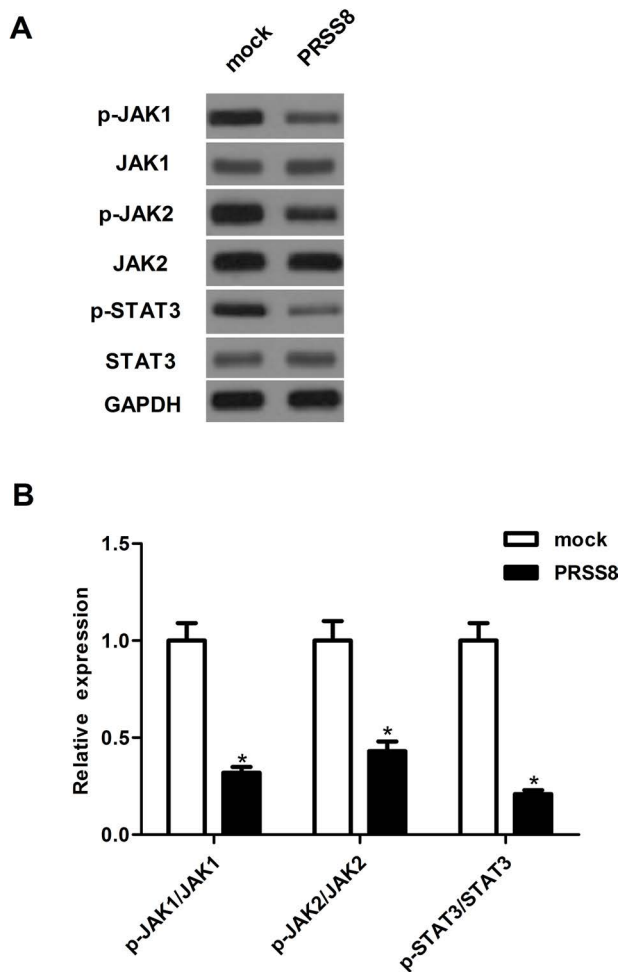 A
mock PRSS8
p-JAK1
JAK1
p-JAK2
JAK2
p-STAT3
STAT3
GAPDH
B
mock
PRSS8
Relative expression
1.5
1.0
0.5
0.0
*
*
*
p-JAK1/JAK1
p-JAK2/JAK2
p-STAT3/STAT3